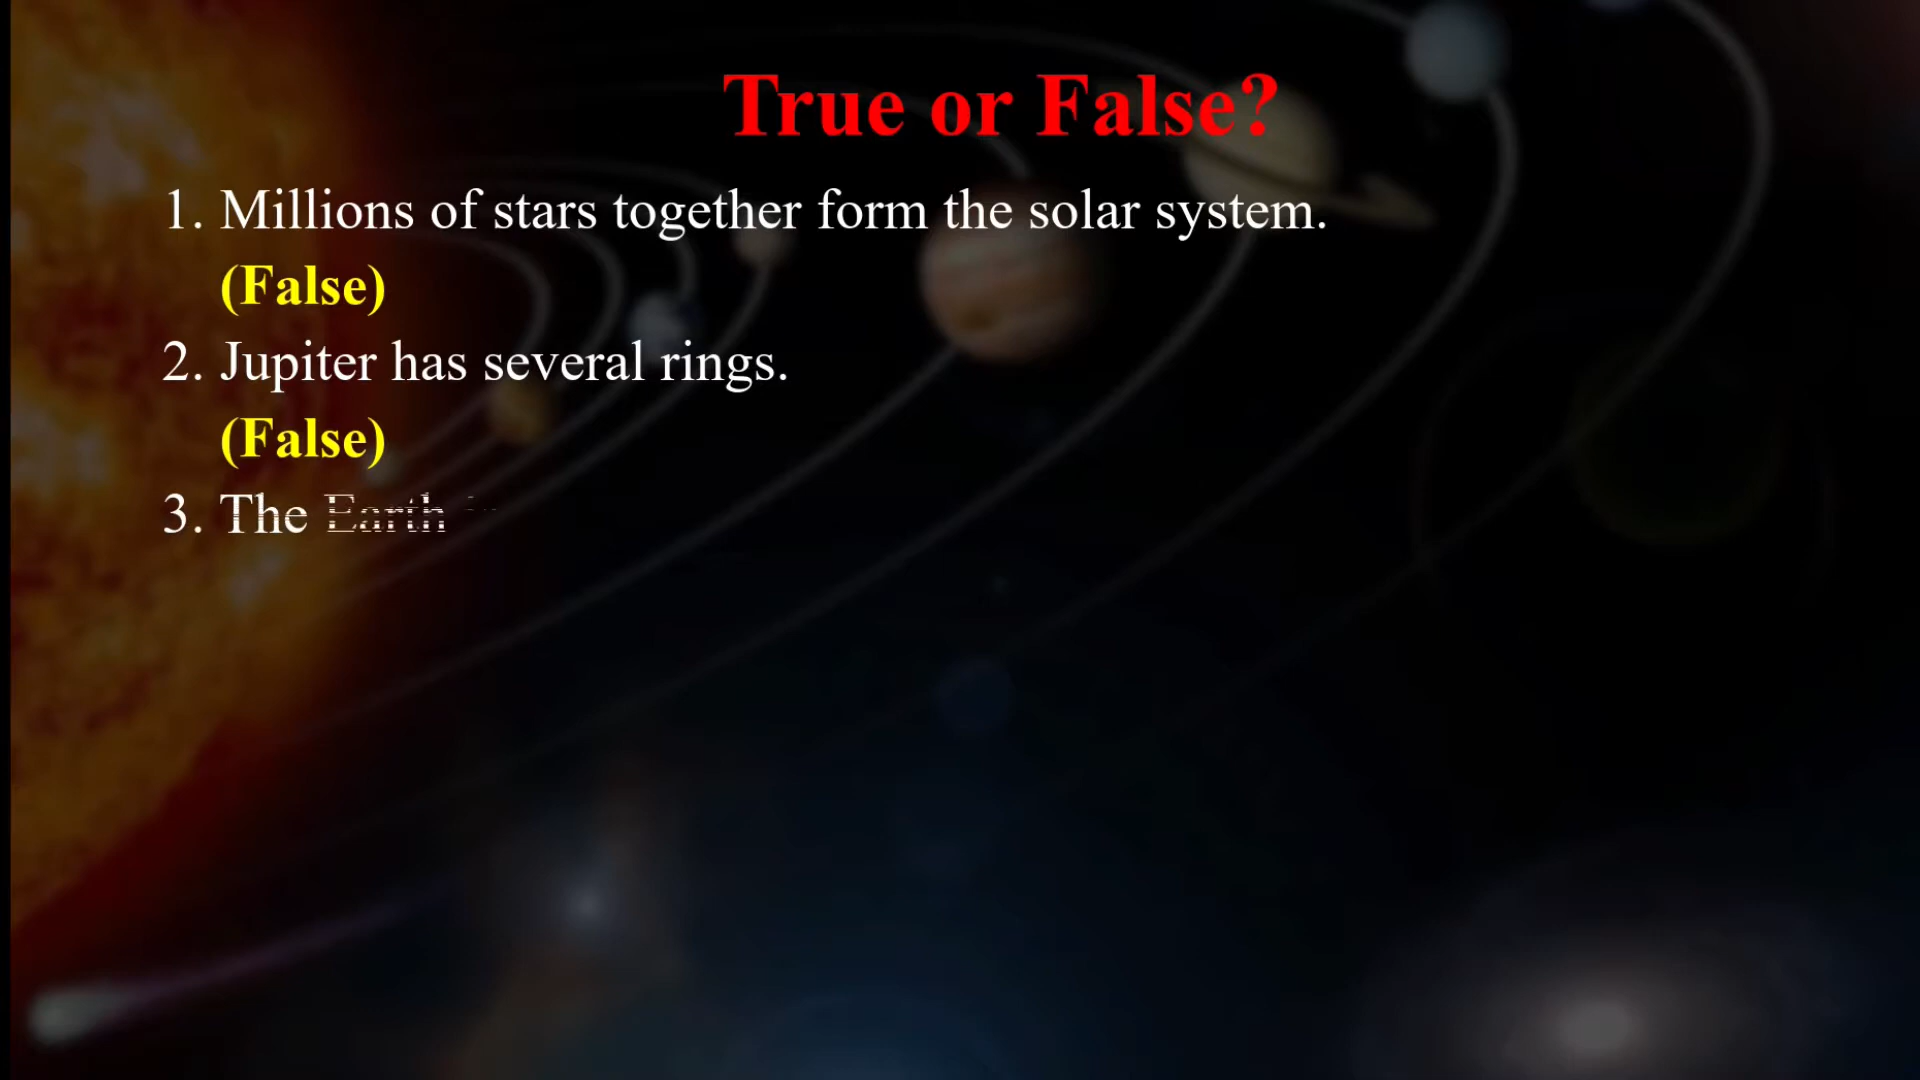 True or False?
1. Millions of stars together form the solar system.
(False)
2. Jupiter has several rings.
(False)
3. The Earth